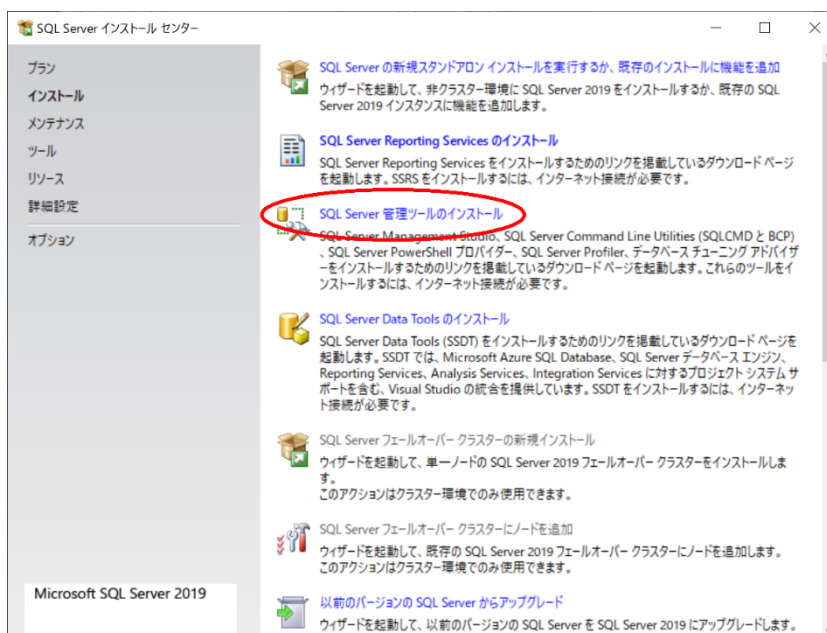 SQL Server インストール センター
プラン
インストール
メンテナンス
ツール
リソース
詳細設定
オプション
Microsoft SQL Server 2019
SQL Server の新規スタンドアロン インストールを実行するか、既存のインストールに機能を追加
ウィザードを起動して、非クラスター環境に SQL Server 2019 をインストールするか、既存の SQL
Server 2019 インスタンスに機能を追加します。
SQL Server Reporting Services のインストール
SQL Server Reporting Services をインストールするためのリンクを掲載しているダウンロード ページ
を起動します。SSRS をインストールするには、インターネット接続が必要です。
SQL Server 管理ツールのインストール
SQL Server Management Studio、SQL Server Command Line Utilities (SQLCMD と BCP)
、SQL Server PowerShell プロバイダー、SQL Server Profiler、データベース チューニング アドバイザ
ーをインストールするためのリンクを掲載しているダウンロード ページを起動します。これらのツールをイ
ンストールするには、インターネット接続が必要です。
SQL Server Data Tools のインストール
SQL Server Data Tools (SSDT) をインストールするためのリンクを掲載しているダウンロード ページを
起動します。SSDT では、Microsoft Azure SQL Database、SQL Server データベース エンジン、
Reporting Services、Analysis Services、Integration Services に対するプロジェクト システム サ
ポートを含む、Visual Studio の統合を提供しています。SSDT をインストールするには、インターネッ
ト接続が必要です。
SQL Server フェールオーバー クラスターの新規インストール
ウィザードを起動して、単一ノードの SQL Server 2019 フェールオーバー クラスターをインストールしま
す。
このアクションはクラスター環境でのみ使用できます。
SQL Server フェールオーバー クラスターにノードを追加
ウィザードを起動して、既存の SQL Server 2019 フェールオーバー クラスターにノードを追加します。
このアクションはクラスター環境でのみ使用できます。
以前のバージョンの SQL Server からアップグレード
ウィザードを起動して、以前のバージョンの SQL Server を SQL Server 2019 にアップグレードします。